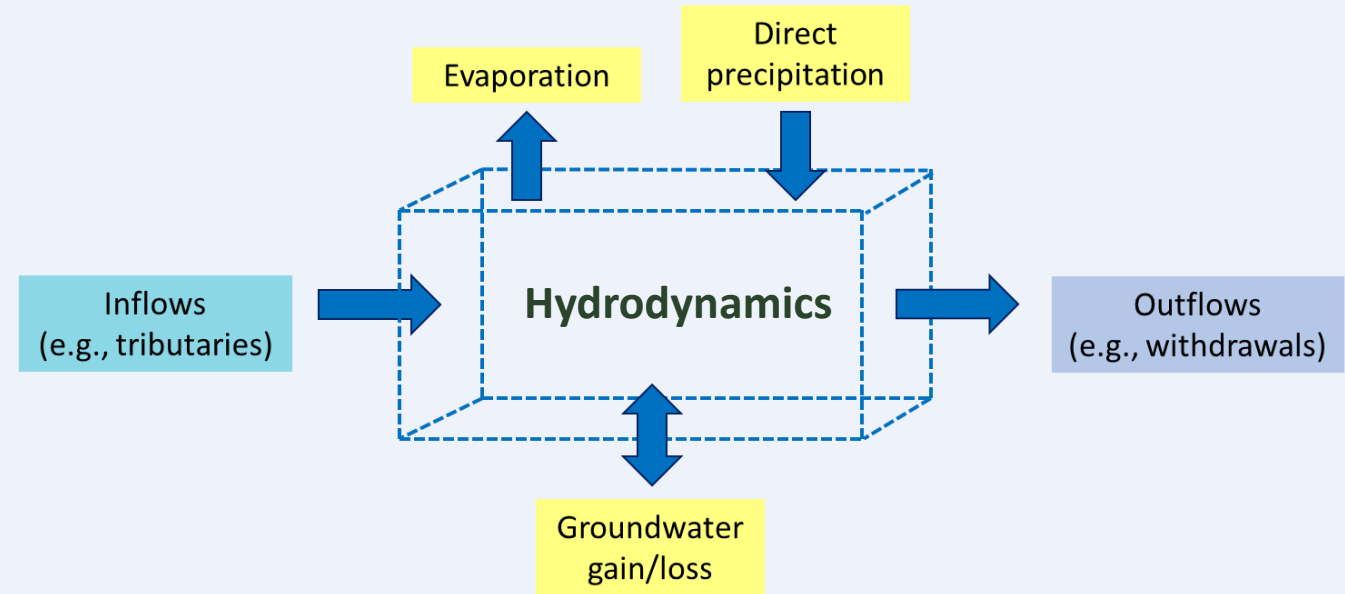 Evaporation
Direct
precipitation
Inflows
(e.g., tributaries)
Hydrodynamics
Outflows
(e.g., withdrawals)
Groundwater
gain/loss